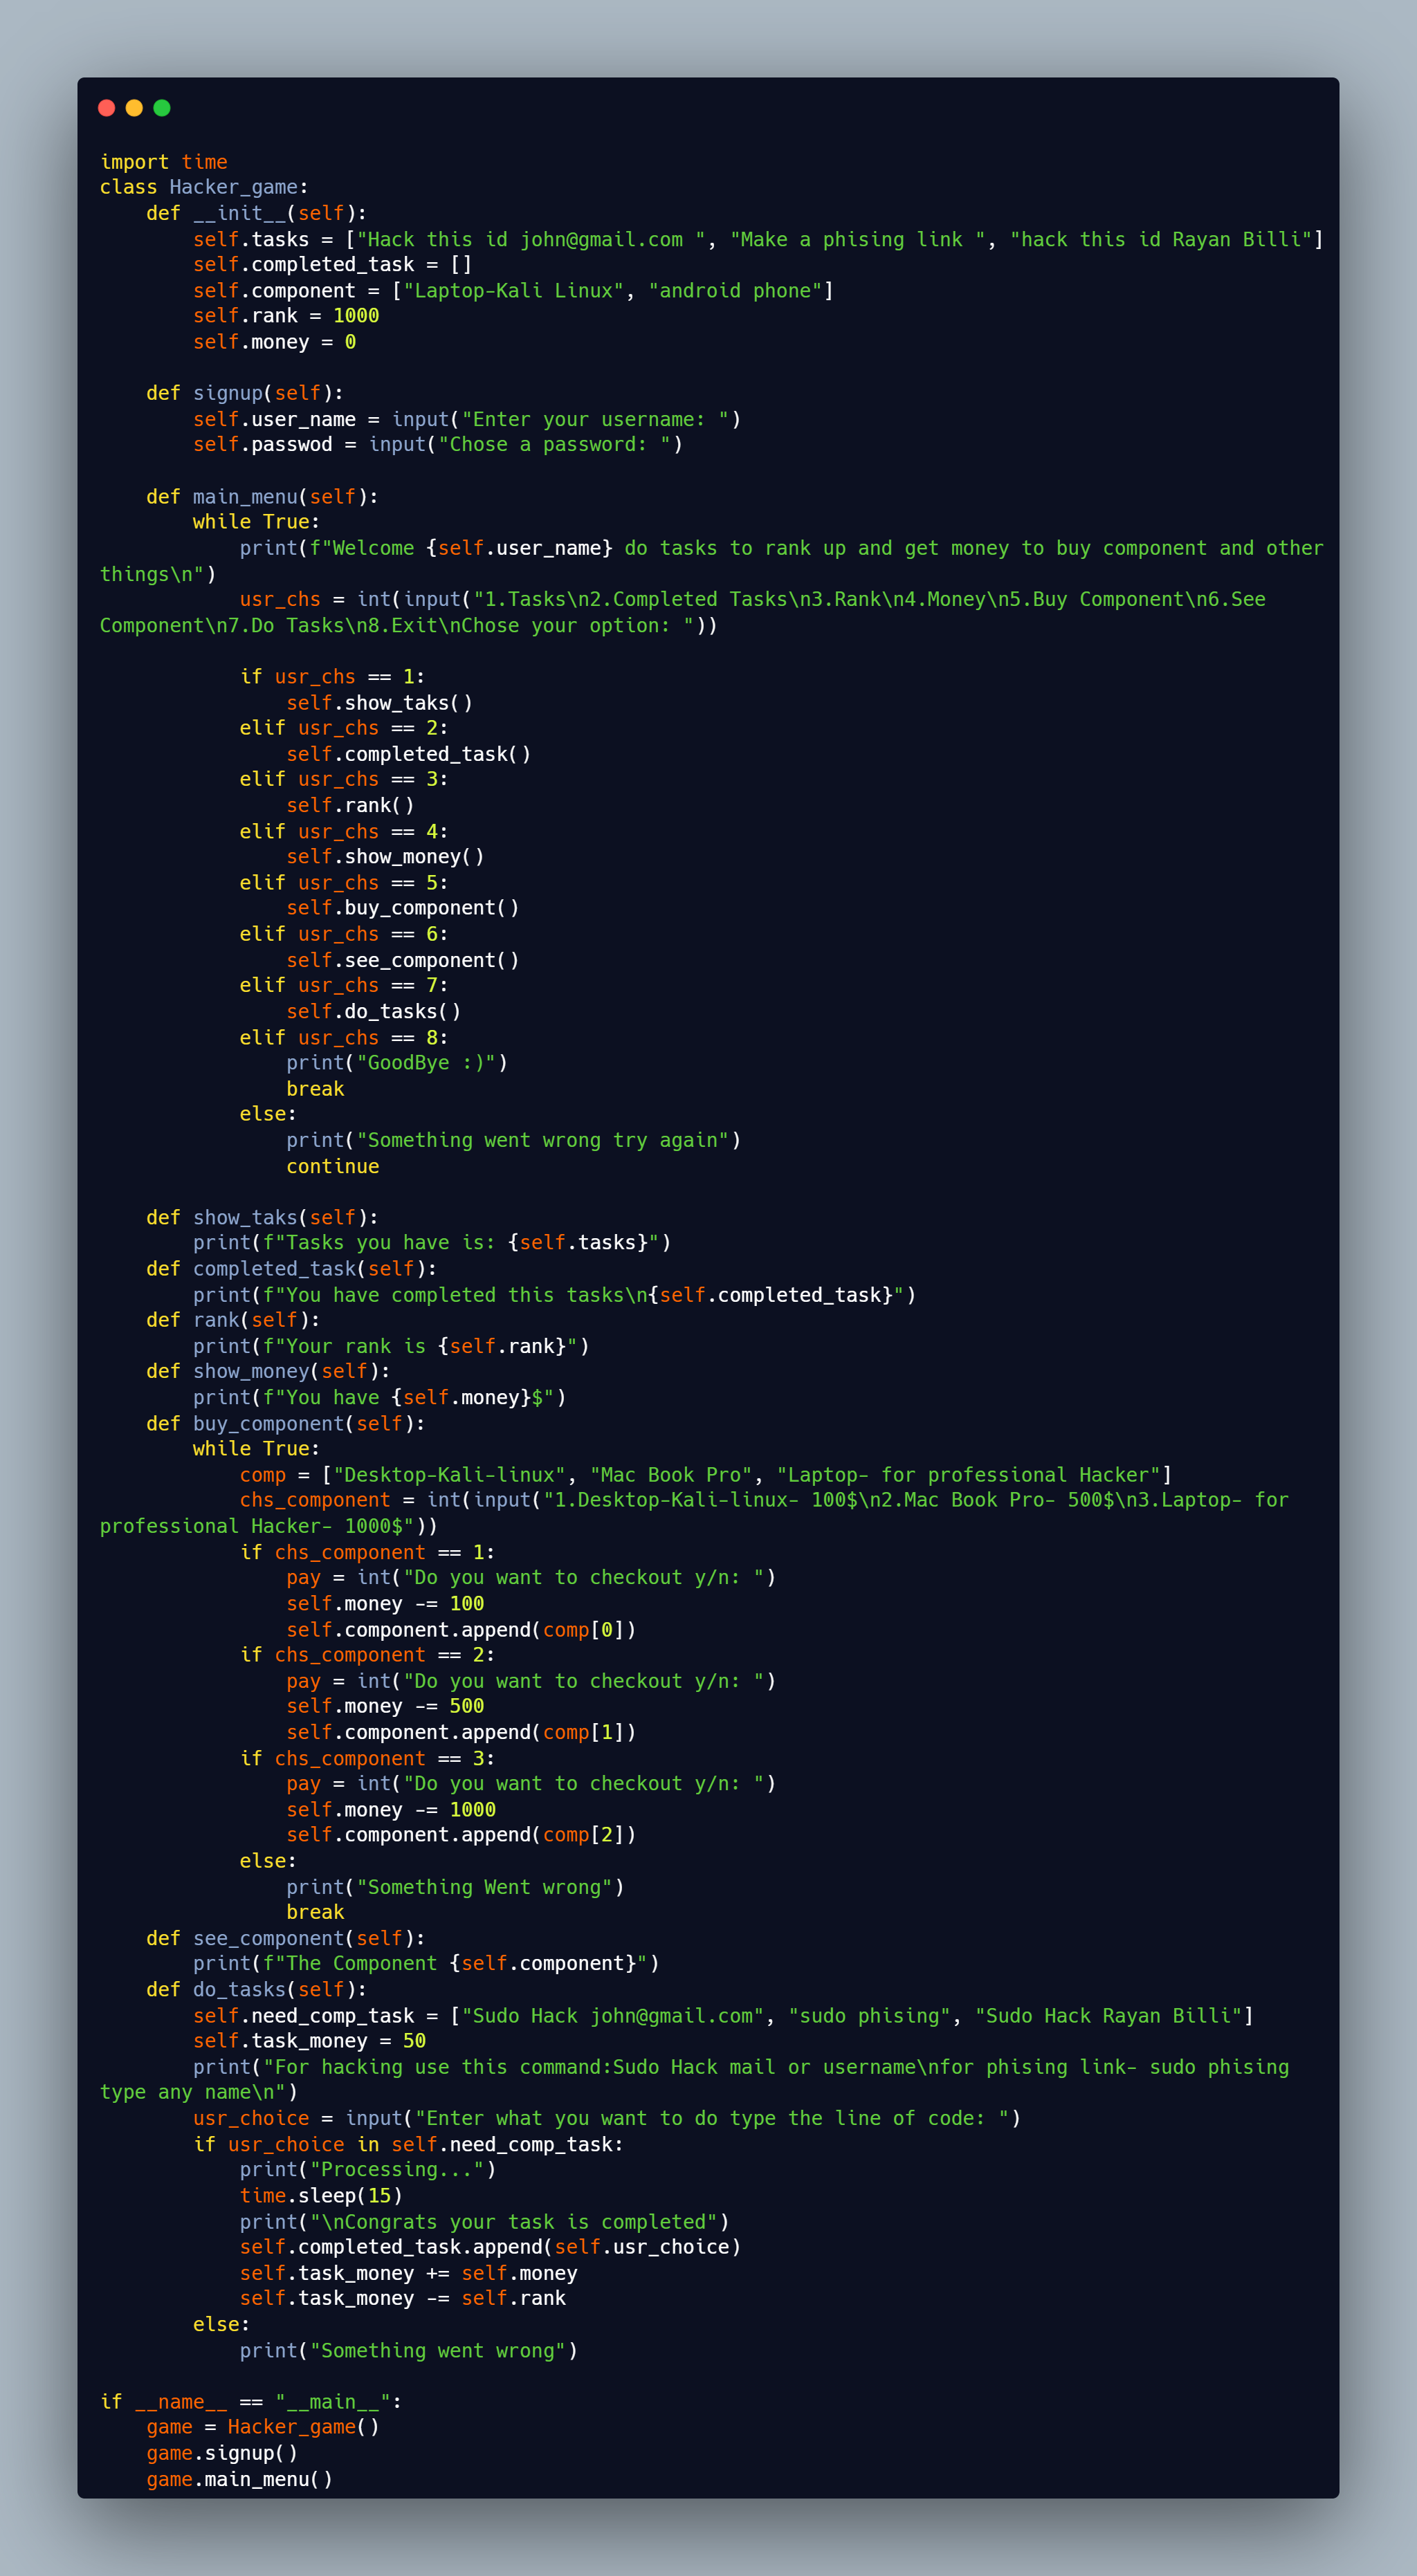 import time
class Hacker_game:
    def __init__(self):
        self.tasks = ["Hack this id john@gmail.com ", "Make a phising link ", "hack this id Rayan Billi"]
        self.completed_task = []
        self.component = ["Laptop-Kali Linux", "android phone"]
        self.rank = 1000
        self.money = 0

    def signup(self):
        self.user_name = input("Enter your username: ")
        self.passwod = input("Chose a password: ")

    def main_menu(self):
        while True:
            print(f"Welcome {self.user_name} do tasks to rank up and get money to buy component and other
things\n")
            usr_chs = int(input("1.Tasks\n2.Completed Tasks\n3.Rank\n4.Money\n5.Buy Component\n6.See
Component\n7.Do Tasks\n8.Exit\nChose your option: "))

            if usr_chs == 1:
                self.show_taks()
            elif usr_chs == 2:
                self.completed_task()
            elif usr_chs == 3:
                self.rank()
            elif usr_chs == 4:
                self.show_money()
            elif usr_chs == 5:
                self.buy_component()
            elif usr_chs == 6:
                self.see_component()
            elif usr_chs == 7:
                self.do_tasks()
            elif usr_chs == 8:
                print("GoodBye :)")
                break
            else:
                print("Something went wrong try again")
                continue

    def show_taks(self):
        print(f"Tasks you have is: {self.tasks}")
    def completed_task(self):
        print(f"You have completed this tasks\n{self.completed_task}")
    def rank(self):
        print(f"Your rank is {self.rank}")
    def show_money(self):
        print(f"You have {self.money}$")
    def buy_component(self):
        while True:
            comp = ["Desktop-Kali-linux", "Mac Book Pro", "Laptop- for professional Hacker"]
            chs_component = int(input("1.Desktop-Kali-linux- 100$\n2.Mac Book Pro- 500$\n3.Laptop- for
professional Hacker- 1000$"))
            if chs_component == 1:
                pay = int("Do you want to checkout y/n: ")
                self.money -= 100
                self.component.append(comp[0])
            if chs_component == 2:
                pay = int("Do you want to checkout y/n: ")
                self.money -= 500
                self.component.append(comp[1])
            if chs_component == 3:
                pay = int("Do you want to checkout y/n: ")
                self.money -= 1000
                self.component.append(comp[2])
            else:
                print("Something Went wrong")
                break
    def see_component(self):
        print(f"The Component {self.component}")
    def do_tasks(self):
        self.need_comp_task = ["Sudo Hack john@gmail.com", "sudo phising", "Sudo Hack Rayan Billi"]
        self.task_money = 50
        print("For hacking use this command:Sudo Hack mail or username\nfor phising link- sudo phising
type any name\n")
        usr_choice = input("Enter what you want to do type the line of code: ")
        if usr_choice in self.need_comp_task:
            print("Processing...")
            time.sleep(15)
            print("\nCongrats your task is completed")
            self.completed_task.append(self.usr_choice)
            self.task_money += self.money
            self.task_money -= self.rank
        else:
            print("Something went wrong")

if __name__ == "__main__":
    game = Hacker_game()
    game.signup()
    game.main_menu()